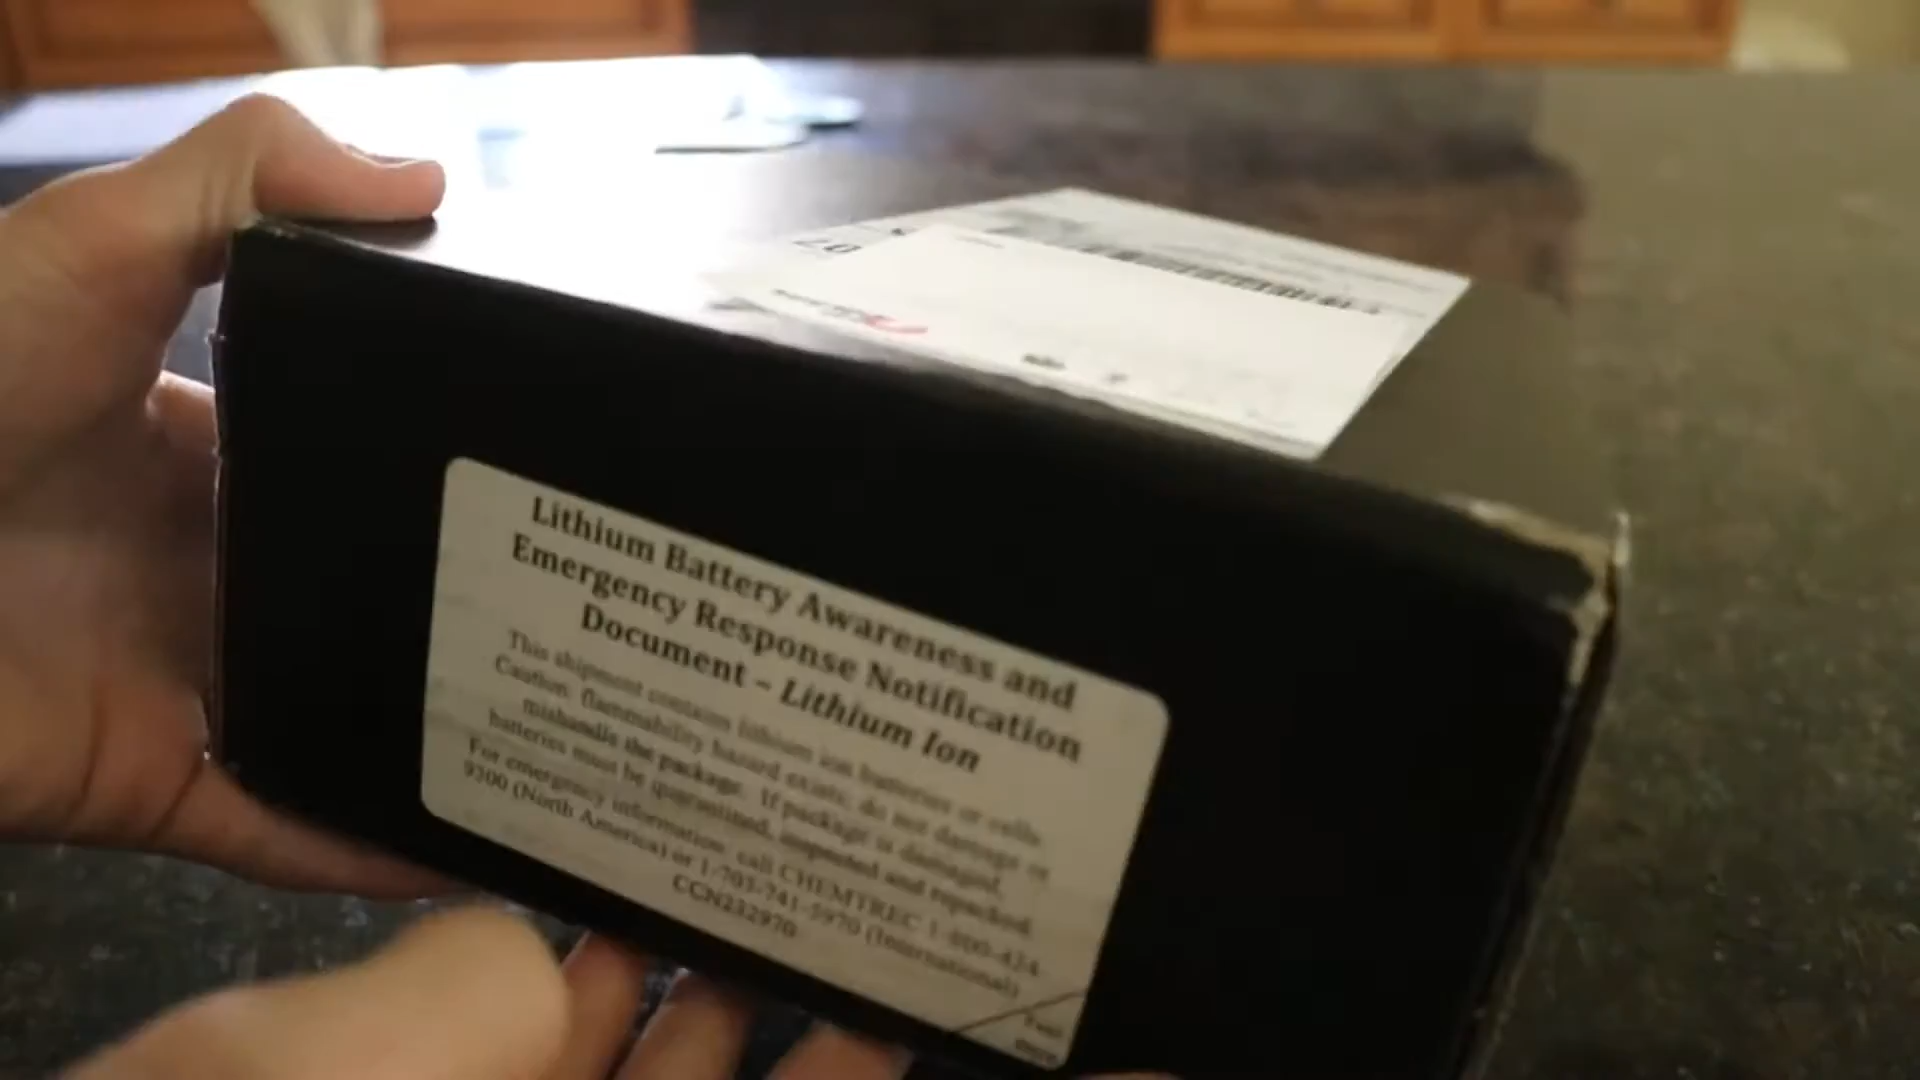 Lithium Battery Awareness and
Emergency Response Notification
Document – Lithium Ion
This shipment contains lithium ion batteries or cells.
Caution: flammability hazard exists; do not damage or
mishandle the package. If package is damaged,
batteries must be quarantined, inspected and repacked.
For emergency information, call CHEMTREC 1-800-424
9300 (North America) or 1-703-741-5970 (International)
CCN232970